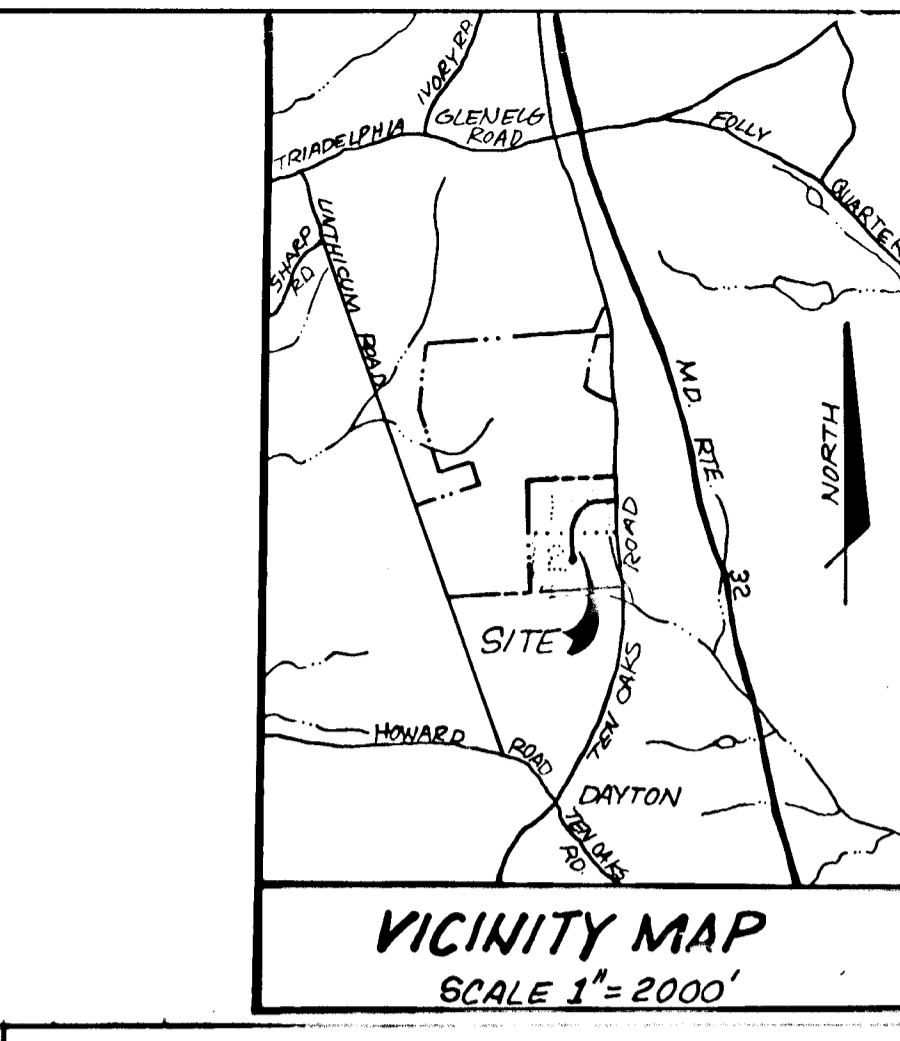 IVORY RD.
GLENELG
ROAD
TRIADELPHIA
FOLLY
QUARTER
SHARP
RD
LINTHICUM ROAD
MD. RTE. 32
NORTH
ROAD
SITE
TEN OAKS
HOWARD
ROAD
DAYTON
TEN OAKS
RD.
VICINITY MAP
SCALE 1"= 2000'